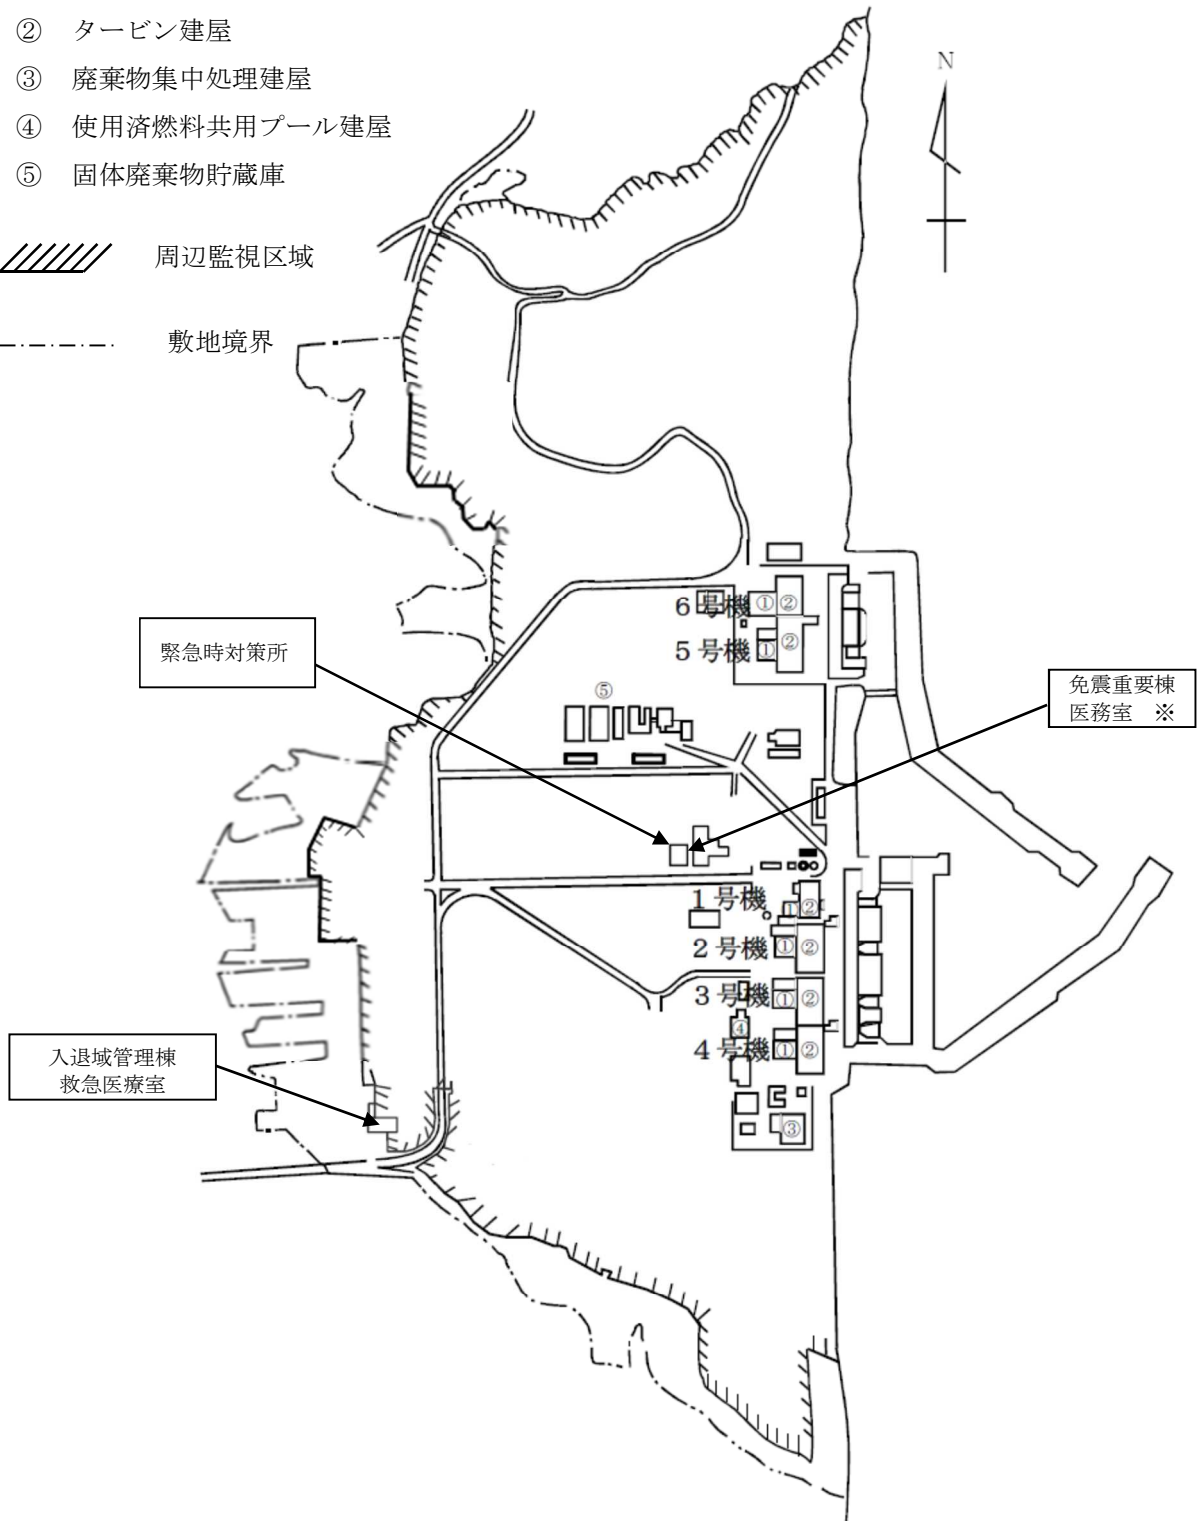 ② タービン建屋
③ 廃棄物集中処理建屋
④ 使用済燃料共用プール建屋
⑤ 固体廃棄物貯蔵庫
周辺監視区域
敷地境界
N
6号機
①
②
5号機
①
②
緊急時対策所
免震重要棟
医務室 ※
⑤
1号機
①
②
2号機
①
②
3号機
①
②
④
4号機
①
②
③
入退域管理棟
救急医療室